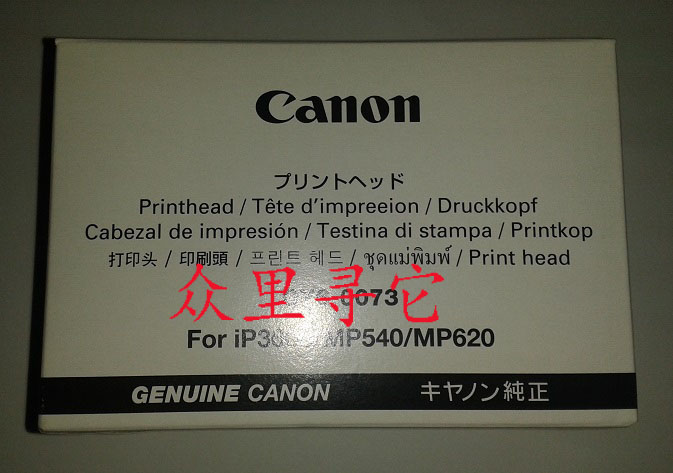 Canon
プリントヘッド
Printhead / Tête d'impreeion / Druckkopf
Cabezal de impresión / Testina di stampa / Printkop
打印头 / 印刷頭 / 프린트 헤드 / ชุดแม่พิมพ์ / Print head
众里寻它
0073
For MP540/MP620
GENUINE CANON キヤノン純正